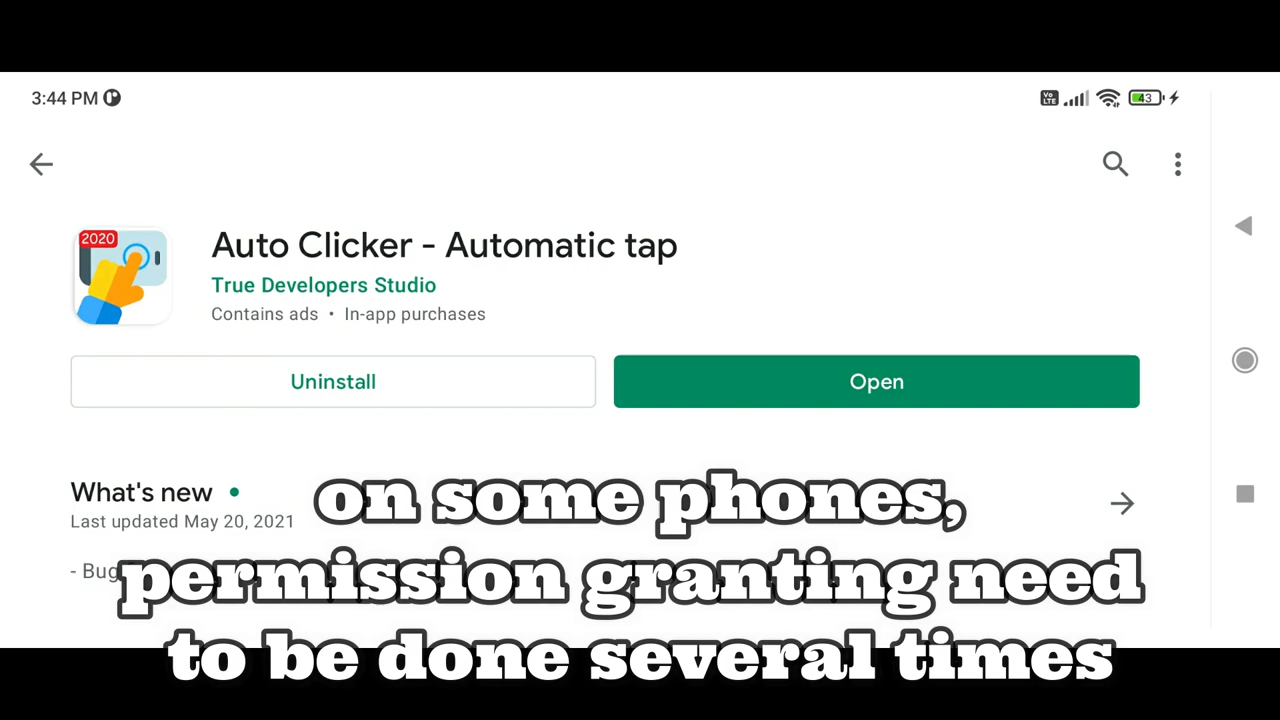 3:44 PM
Vo LTE
43
2020
Auto Clicker - Automatic tap
True Developers Studio
Contains ads • In-app purchases
Uninstall
Open
What's new •
Last updated May 20, 2021
on some phones,
- Bug
permission granting need
to be done several times